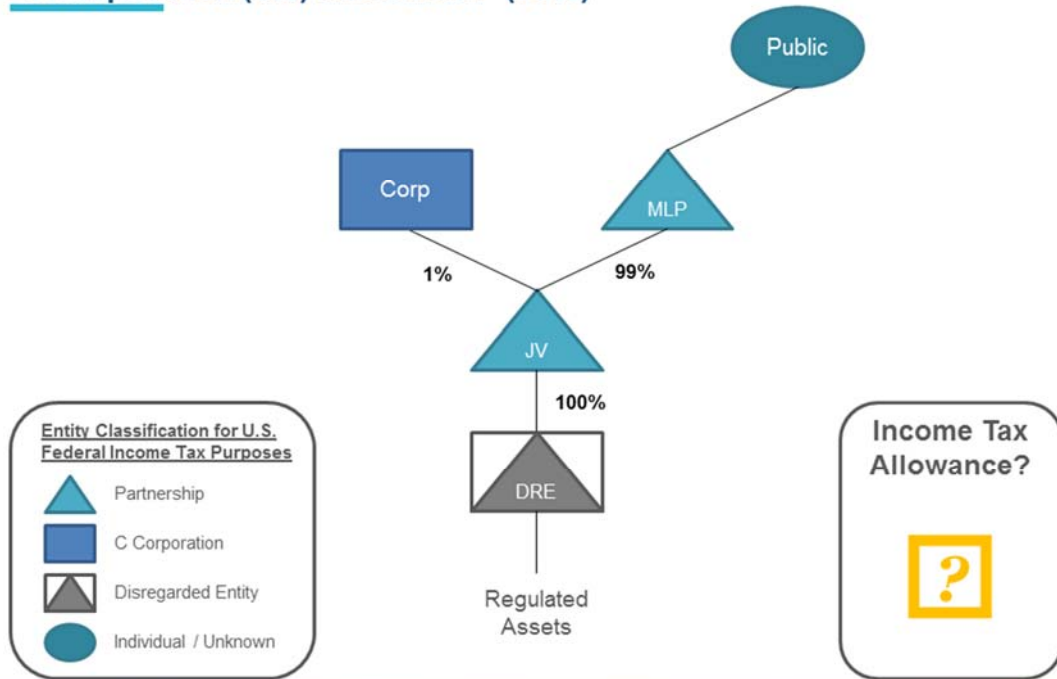 Public
Corp
MLP
1%
99%
JV
100%
DRE
Regulated
Assets
Entity Classification for U.S.
Federal Income Tax Purposes
Partnership
C Corporation
Disregarded Entity
Individual / Unknown
Income Tax
Allowance?
?